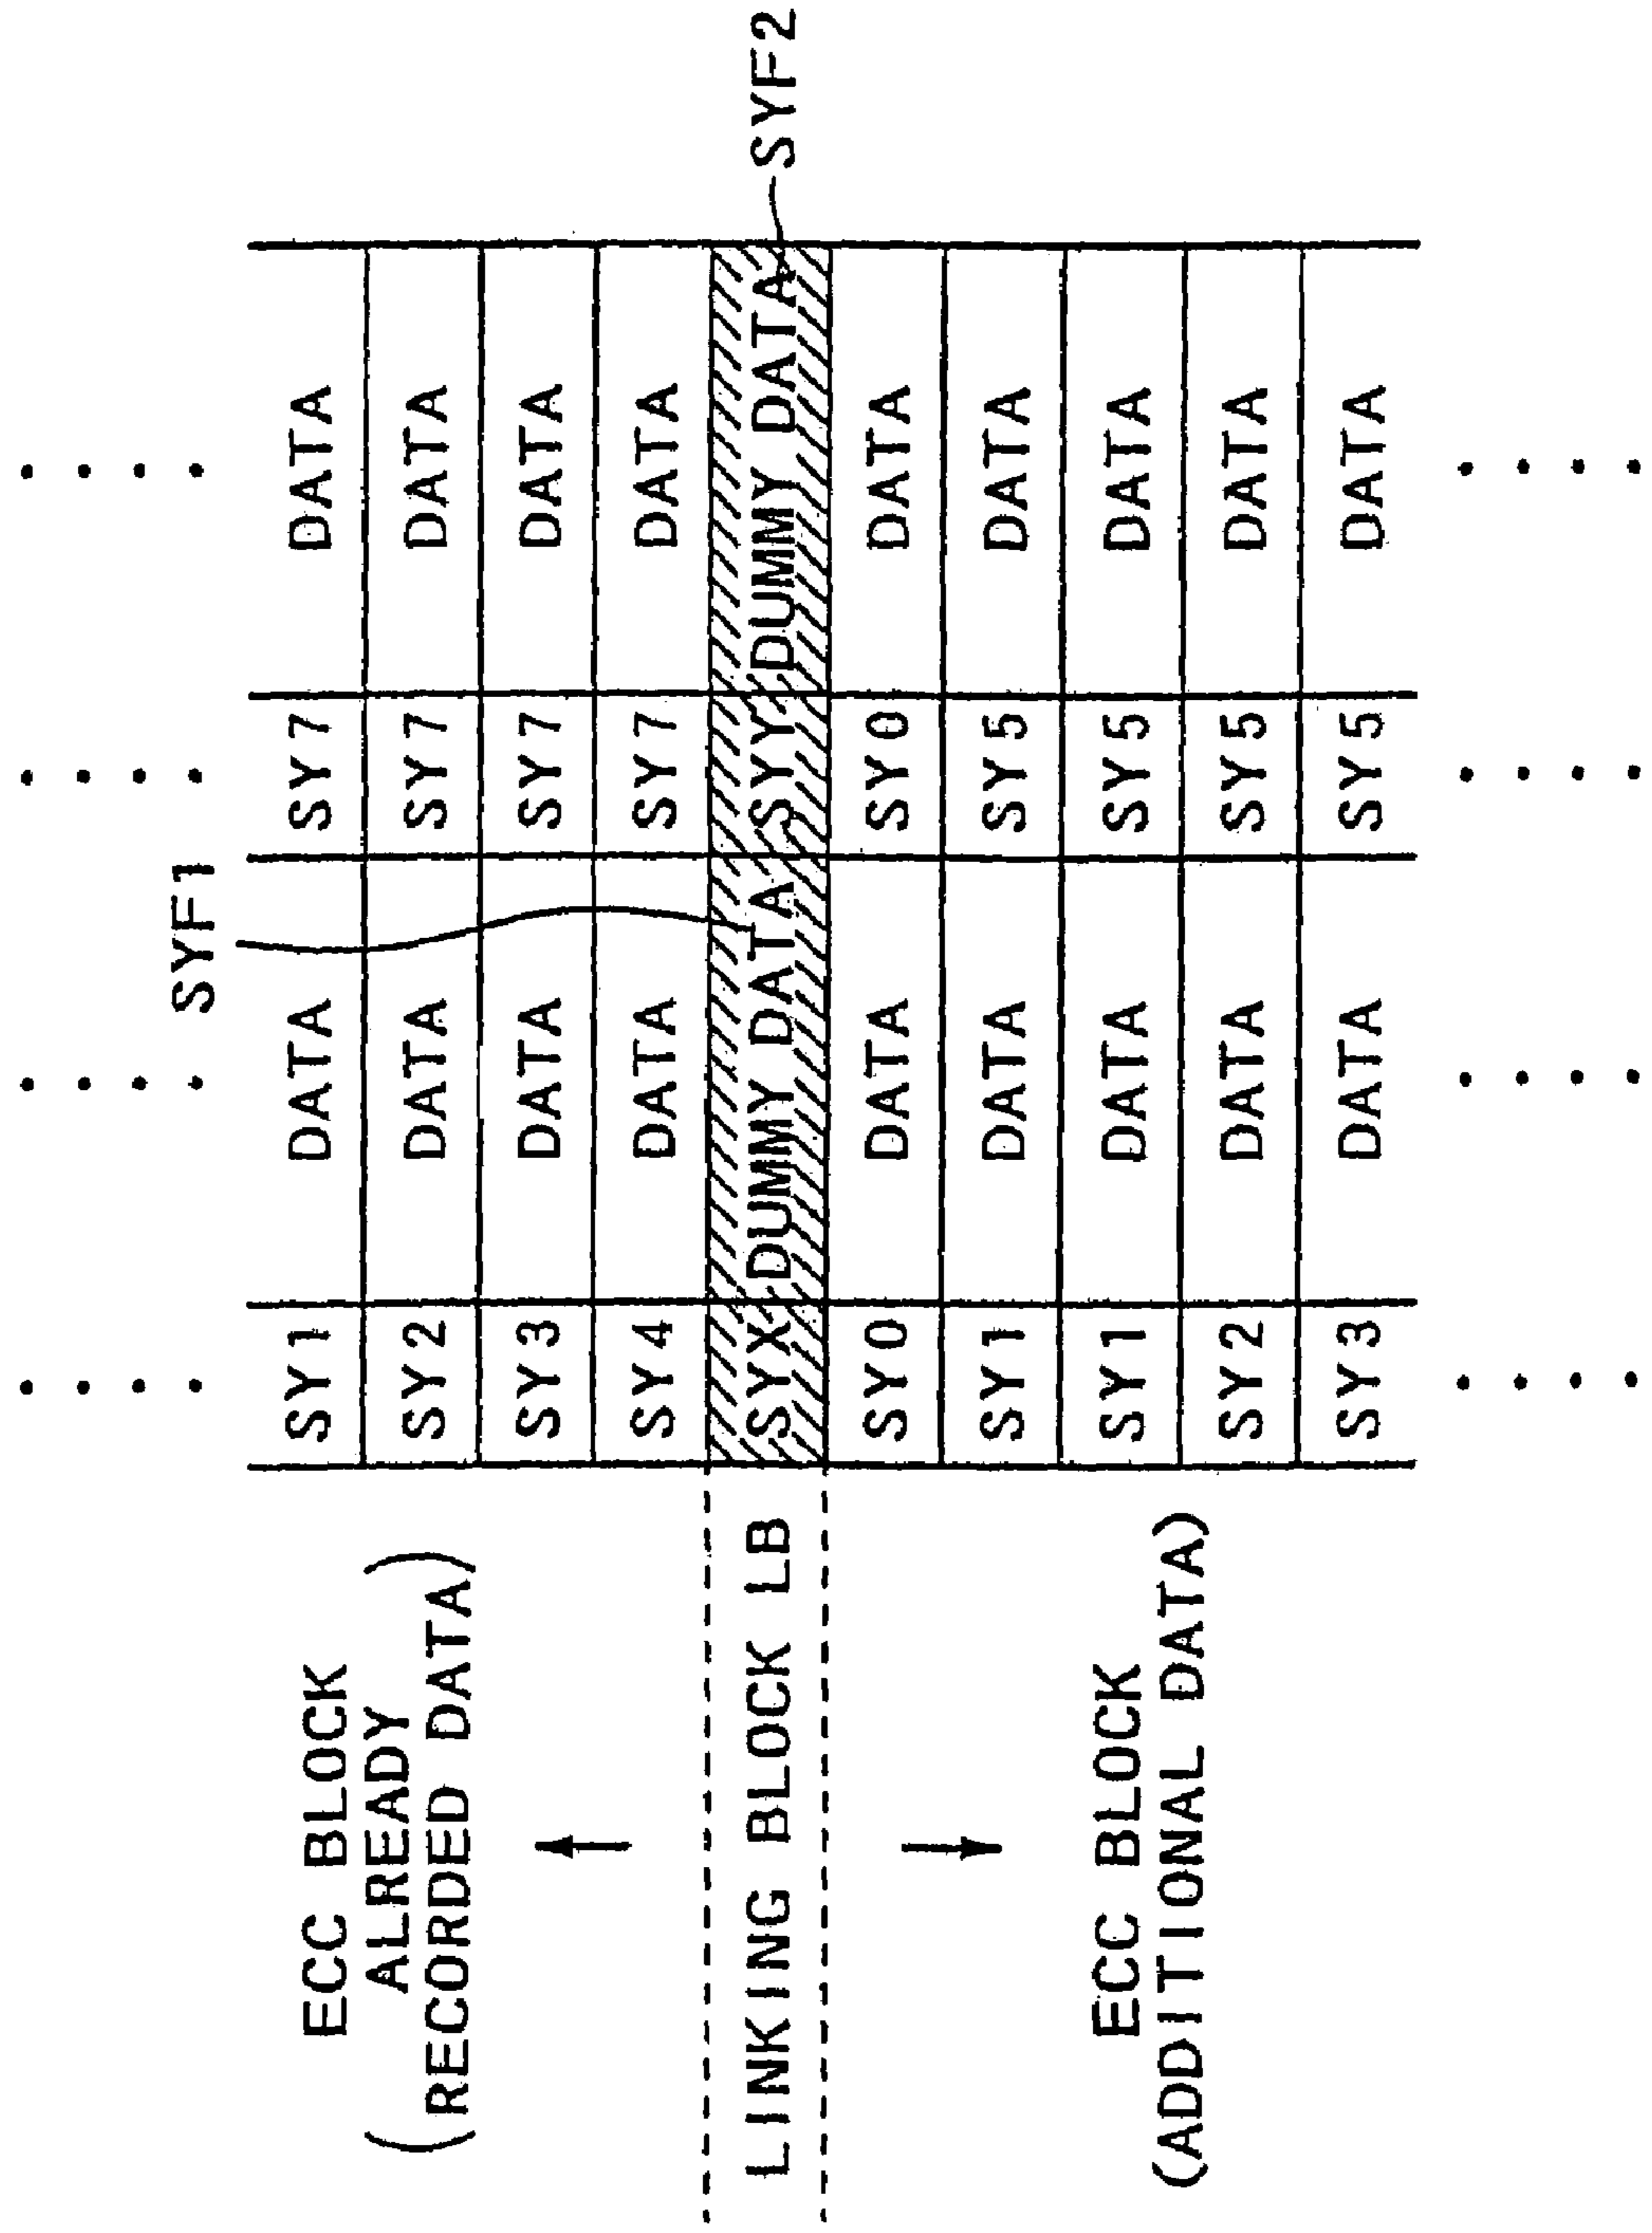 SYF1
ECC BLOCK SY1 DATA SY7 DATA
ALREADY
SY2 DATA SY7 DATA
(RECORDED DATA)
SY3 DATA SY7 DATA
SY4 DATA SY7 DATA
LINKING BLOCK LB SYX DUMMY DATA SYY DUMMY DATA SYF2
SY0 DATA SY0 DATA
SY1 DATA SY5 DATA
ECC BLOCK SY1 DATA SY5 DATA
(ADDITIONAL DATA)
SY2 DATA SY5 DATA
SY3 DATA SY5 DATA